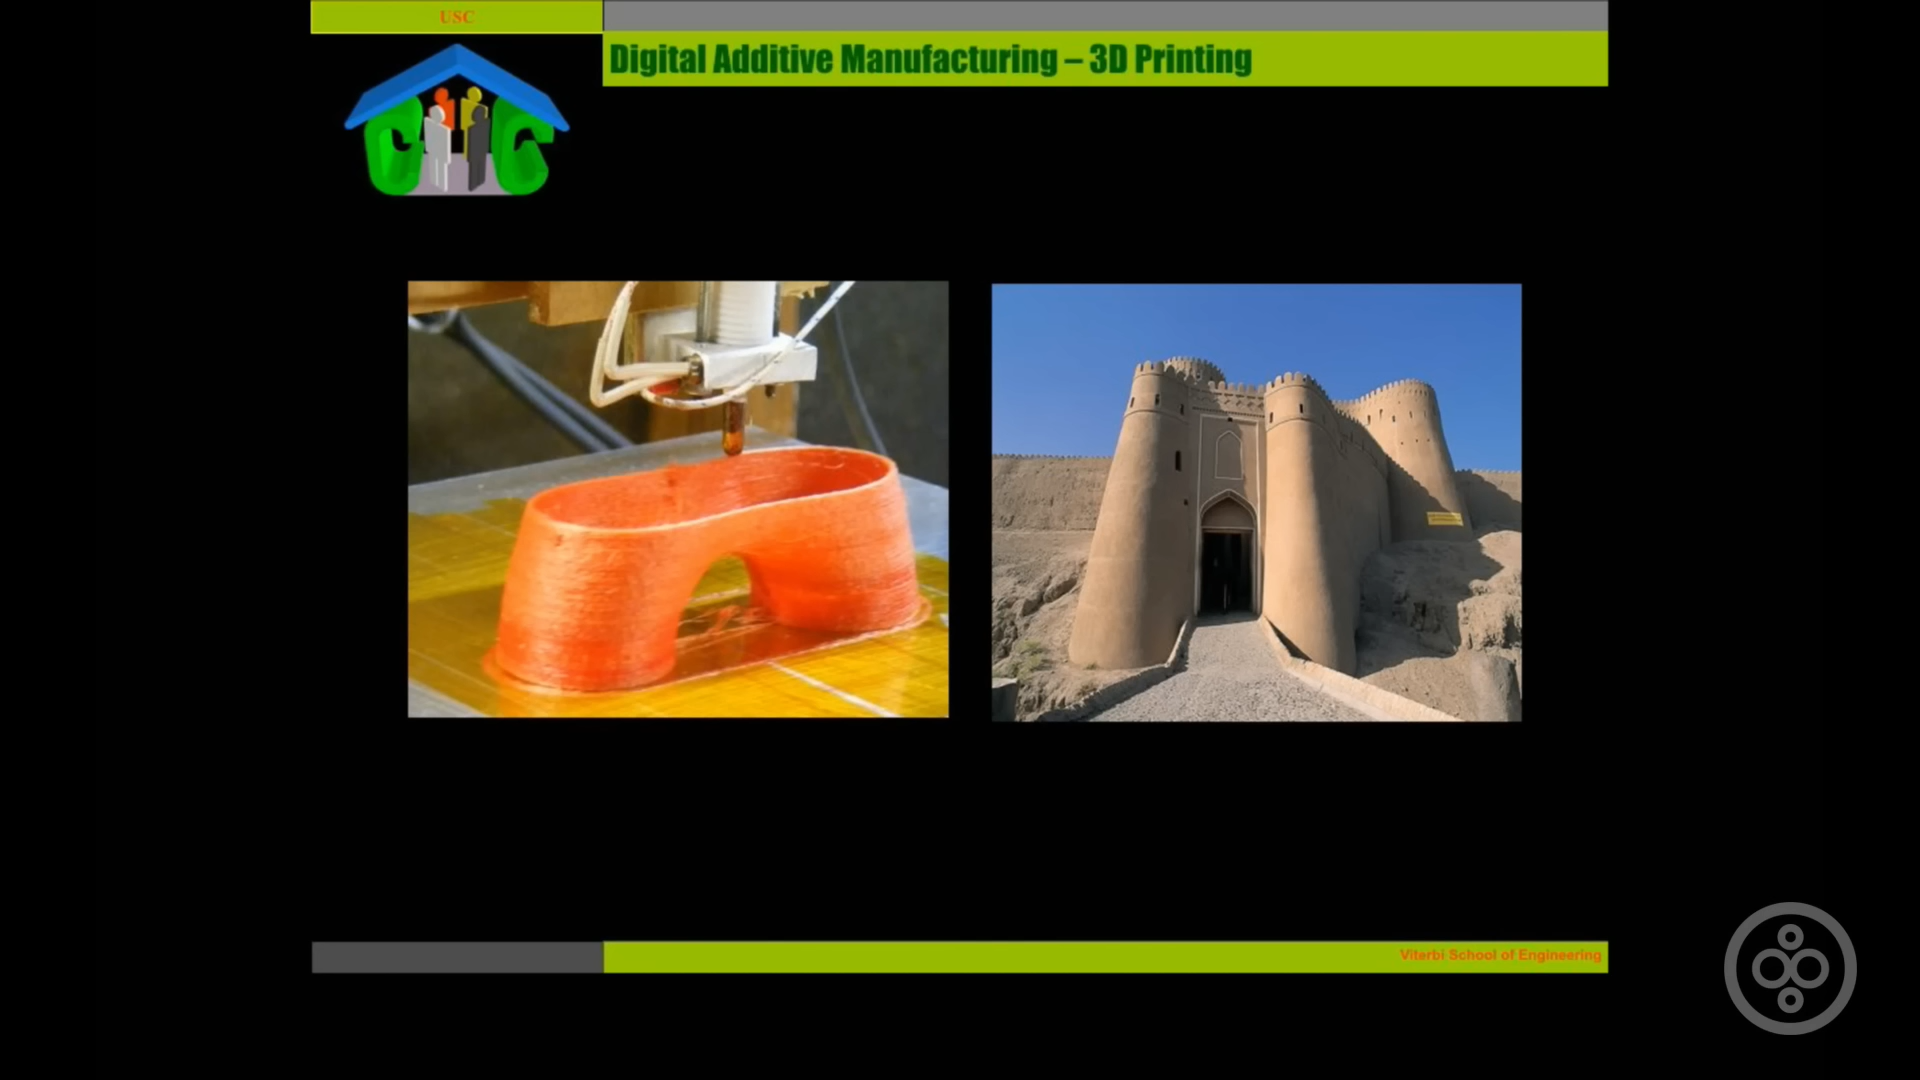 USC
Digital Additive Manufacturing – 3D Printing
Viterbi School of Engineering